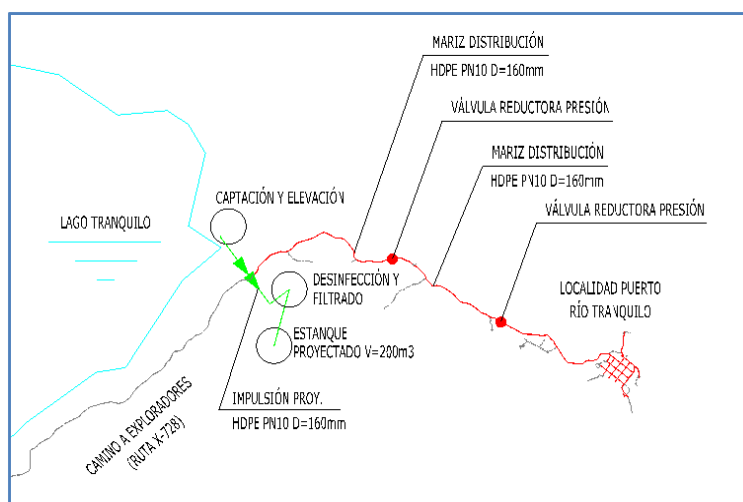 MARIZ DISTRIBUCIÓN
HDPE PN10 D=160mm
VÁLVULA REDUCTORA PRESIÓN
MARIZ DISTRIBUCIÓN
HDPE PN10 D=160mm
CAPTACIÓN Y ELEVACIÓN
VÁLVULA REDUCTORA PRESIÓN
LAGO TRANQUILO
DESINFECCIÓN Y
FILTRADO
LOCALIDAD PUERTO
RÍO TRANQUILO
ESTANQUE
PROYECTADO V=200m3
IMPULSIÓN PROY.
HDPE PN10 D=160mm
CAMINO A EXPLORADORES
(RUTA X-728)